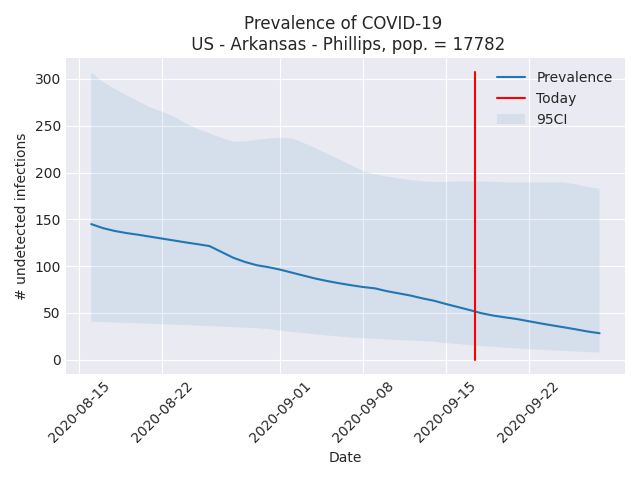 Prevalence of COVID-19
US - Arkansas - Phillips, pop. = 17782
Prevalence
Today
95CI
# undetected infections
300
250
200
150
100
50
0
2020-08-15
2020-08-22
2020-09-01
2020-09-08
2020-09-15
2020-09-22
Date